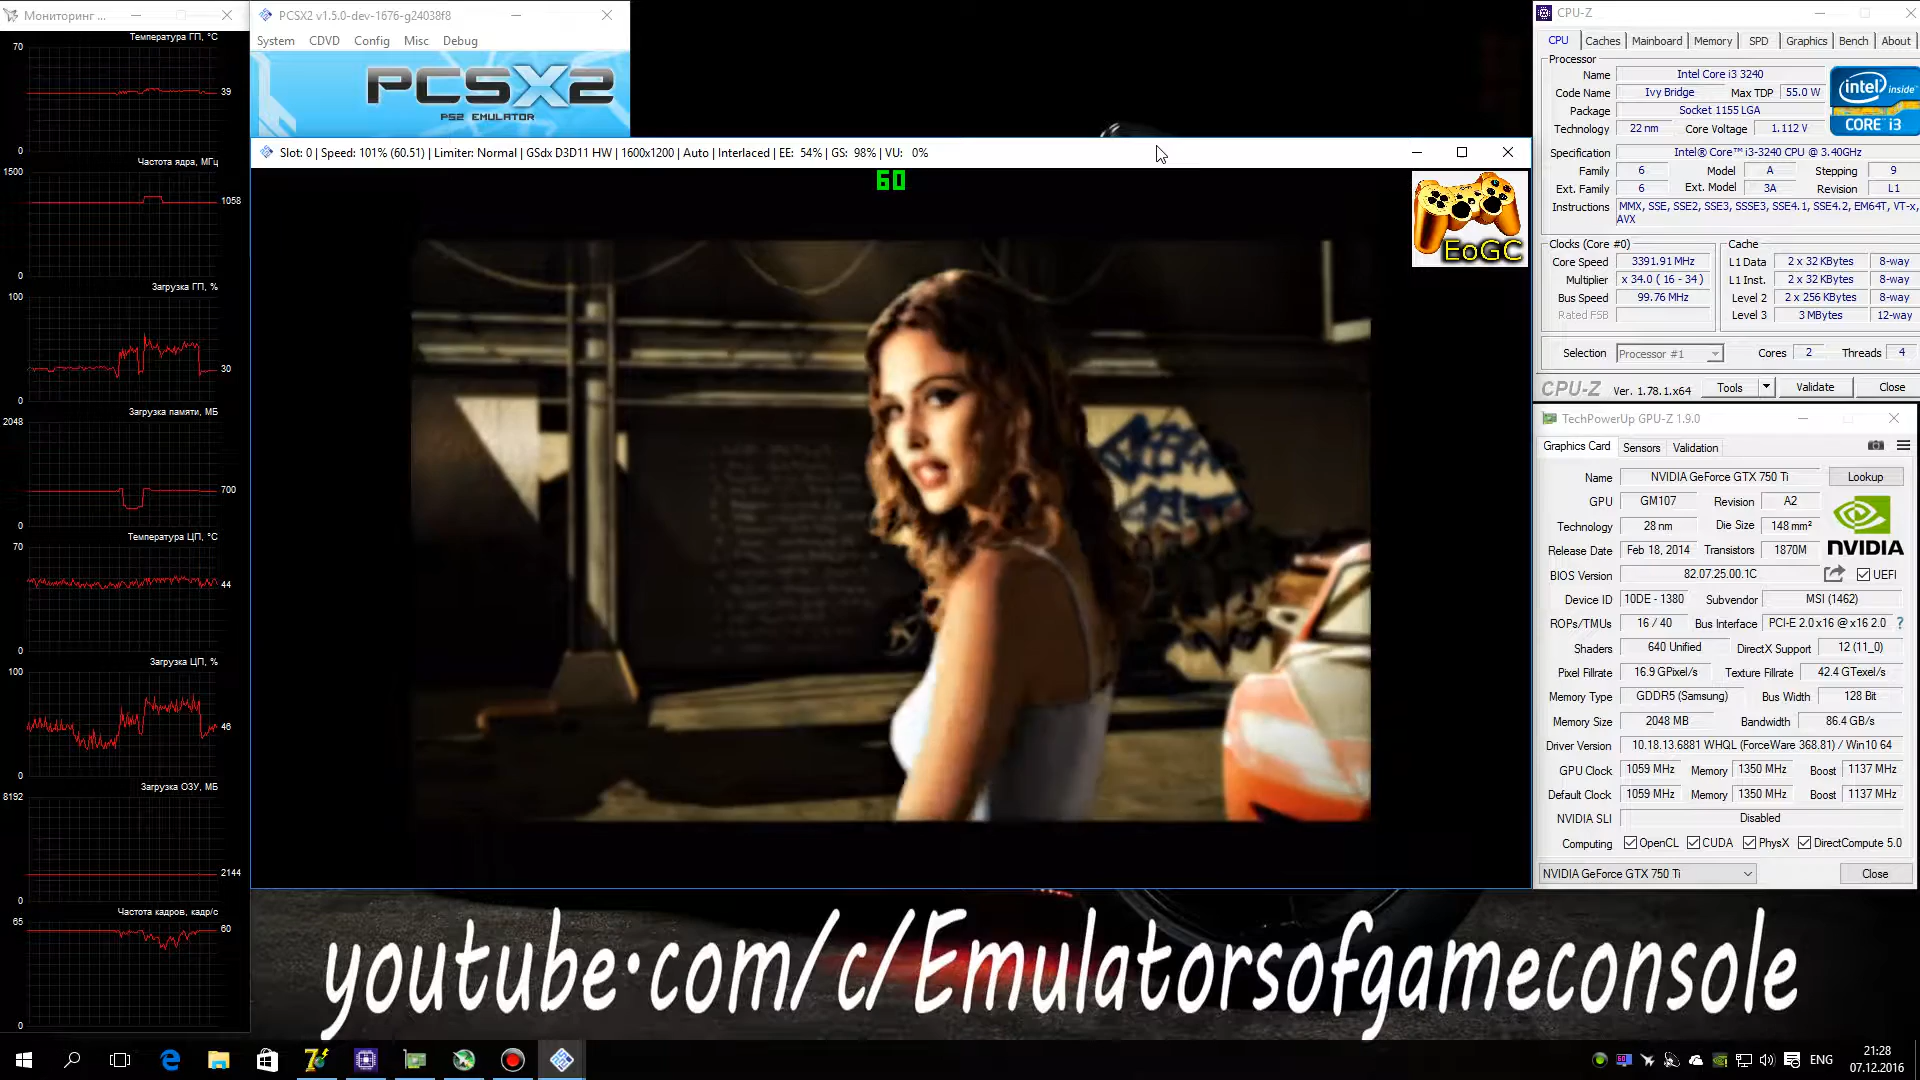 Мониторинг ...
Температура ГП, °C
70
39
0
Частота ядра, МГц
1500
1058
0
Загрузка ГП, %
100
30
0
Загрузка памяти, МБ
2048
700
0
Температура ЦП, °C
70
44
0
Загрузка ЦП, %
100
46
0
Загрузка ОЗУ, МБ
8192
2144
0
Частота кадров, кадр/с
65
60
0
PCSX2 v1.5.0-dev-1676-g24038f8
System CDVD Config Misc Debug
PCSX2
PS2 EMULATOR
Slot: 0 | Speed: 101% (60.51) | Limiter: Normal | GSdx D3D11 HW | 1600x1200 | Auto | Interlaced | EE: 54% | GS: 98% | VU: 0%
60
EoGC
CPU-Z
CPU Caches Mainboard Memory SPD Graphics Bench About
Processor
Name Intel Core i3 3240
Code Name Ivy Bridge Max TDP 55.0 W
Package Socket 1155 LGA
Technology 22 nm Core Voltage 1.112 V
intel inside
CORE i3
Specification Intel® Core™ i3-3240 CPU @ 3.40GHz
Family 6 Model A Stepping 9
Ext. Family 6 Ext. Model 3A Revision L1
Instructions MMX, SSE, SSE2, SSE3, SSSE3, SSE4.1, SSE4.2, EM64T, VT-x,
AVX
Clocks (Core #0)
Core Speed 3391.91 MHz
Multiplier x 34.0 ( 16 - 34 )
Bus Speed 99.76 MHz
Rated FSB
Cache
L1 Data 2 x 32 KBytes 8-way
L1 Inst. 2 x 32 KBytes 8-way
Level 2 2 x 256 KBytes 8-way
Level 3 3 MBytes 12-way
Selection Processor #1 Cores 2 Threads 4
CPU-Z Ver. 1.78.1.x64 Tools Validate Close
TechPowerUp GPU-Z 1.9.0
Graphics Card Sensors Validation
Name NVIDIA GeForce GTX 750 Ti Lookup
GPU GM107 Revision A2
Technology 28 nm Die Size 148 mm²
Release Date Feb 18, 2014 Transistors 1870M
NVIDIA
BIOS Version 82.07.25.00.1C UEFI
Device ID 10DE - 1380 Subvendor MSI (1462)
ROPs/TMUs 16 / 40 Bus Interface PCI-E 2.0 x16 @ x16 2.0 ?
Shaders 640 Unified DirectX Support 12 (11_0)
Pixel Fillrate 16.9 GPixel/s Texture Fillrate 42.4 GTexel/s
Memory Type GDDR5 (Samsung) Bus Width 128 Bit
Memory Size 2048 MB Bandwidth 86.4 GB/s
Driver Version 10.18.13.6881 WHQL (ForceWare 368.81) / Win10 64
GPU Clock 1059 MHz Memory 1350 MHz Boost 1137 MHz
Default Clock 1059 MHz Memory 1350 MHz Boost 1137 MHz
NVIDIA SLI Disabled
Computing OpenCL CUDA PhysX DirectCompute 5.0
NVIDIA GeForce GTX 750 Ti Close
youtube.com/c/Emulatorsofgameconsole
ENG
21:28
07.12.2016